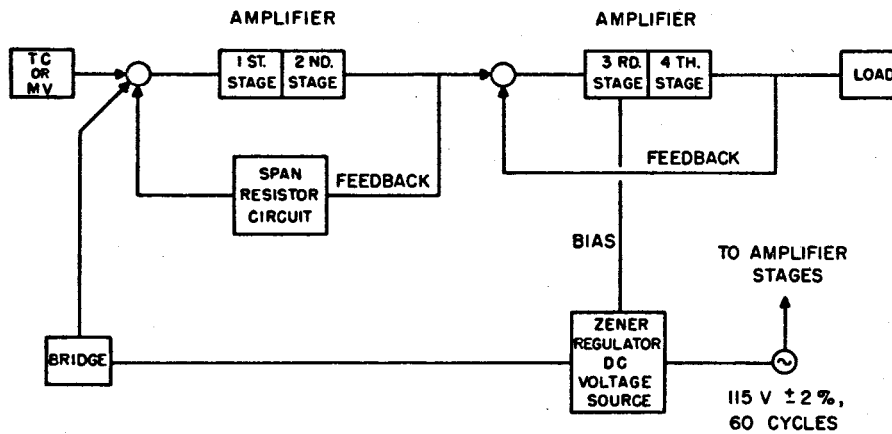 AMPLIFIER
AMPLIFIER
TC
OR
MV
1 ST.
STAGE
2 ND.
STAGE
3 RD.
STAGE
4 TH.
STAGE
LOAD
SPAN
RESISTOR
CIRCUIT
FEEDBACK
FEEDBACK
BIAS
TO AMPLIFIER
STAGES
BRIDGE
ZENER
REGULATOR
DC
VOLTAGE
SOURCE
~
115 V ±2%,
60 CYCLES